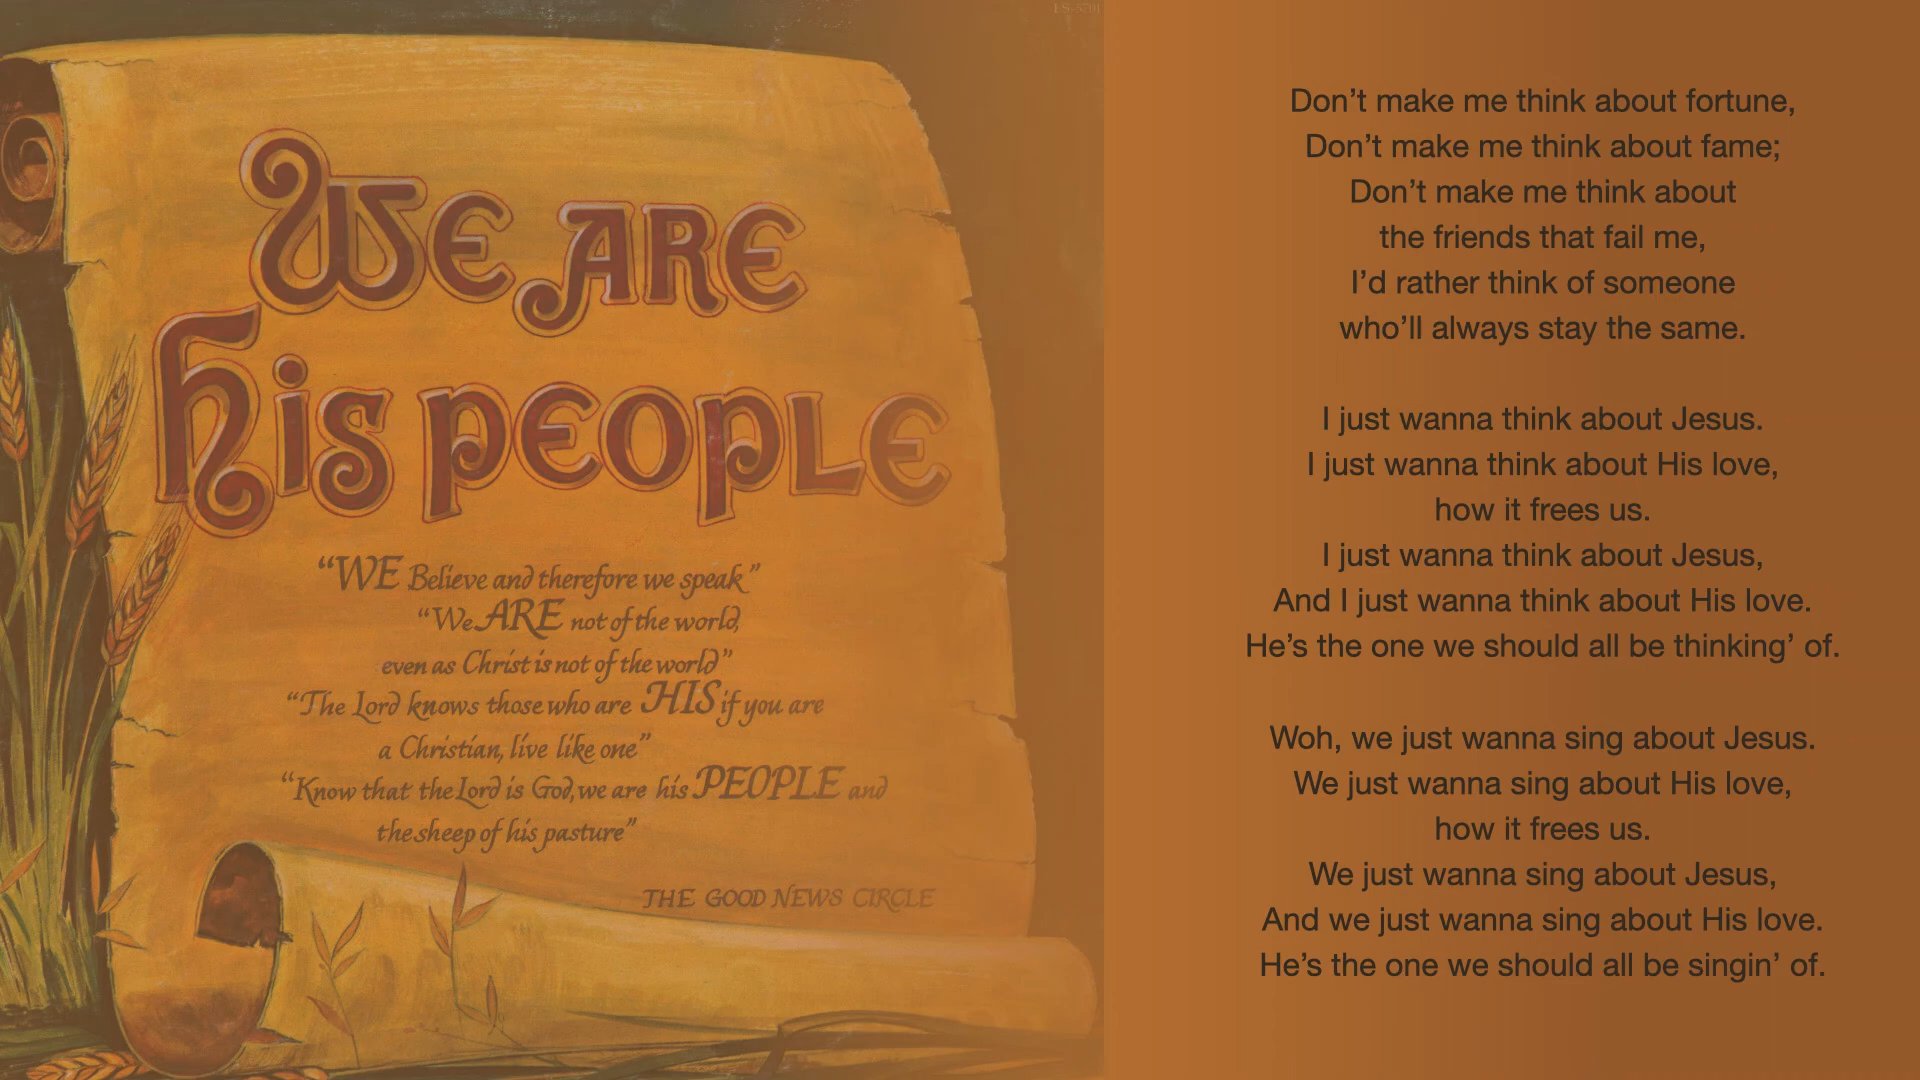 LS-5701
WE ARE
His PEOPLE
“WE Believe and therefore we speak”
“We ARE not of the world,
even as Christ is not of the world”
“The Lord knows those who are HIS if you are
a Christian, live like one”
“Know that the Lord is God, we are his PEOPLE and
the sheep of his pasture”
THE GOOD NEWS CIRCLE
Don’t make me think about fortune,
Don’t make me think about fame;
Don’t make me think about
the friends that fail me,
I’d rather think of someone
who’ll always stay the same.
I just wanna think about Jesus.
I just wanna think about His love,
how it frees us.
I just wanna think about Jesus,
And I just wanna think about His love.
He’s the one we should all be thinking’ of.
Woh, we just wanna sing about Jesus.
We just wanna sing about His love,
how it frees us.
We just wanna sing about Jesus,
And we just wanna sing about His love.
He’s the one we should all be singin’ of.